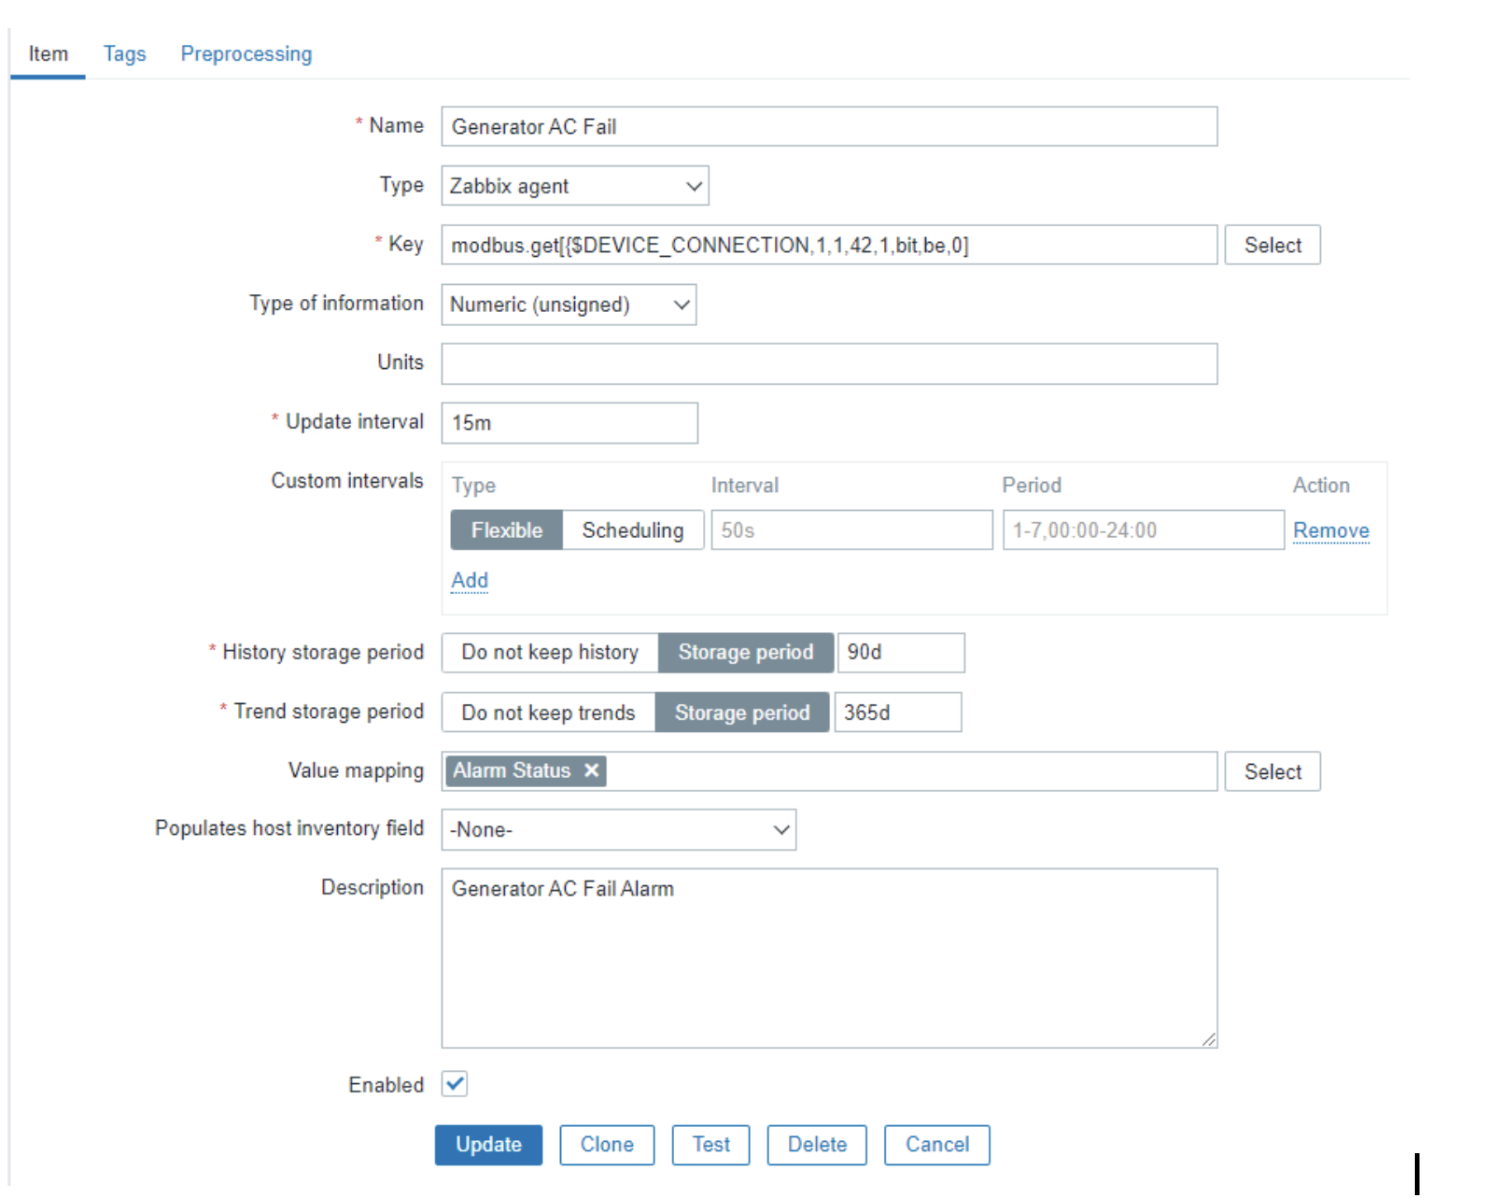 Item Tags Preprocessing
* Name Generator AC Fail
Type Zabbix agent
* Key modbus.get[{$DEVICE_CONNECTION,1,1,42,1,bit,be,0] Select
Type of information Numeric (unsigned)
Units
* Update interval 15m
Custom intervals Type Interval Period Action
Flexible Scheduling 50s 1-7,00:00-24:00 Remove
Add
* History storage period Do not keep history Storage period 90d
* Trend storage period Do not keep trends Storage period 365d
Value mapping Alarm Status × Select
Populates host inventory field -None-
Description Generator AC Fail Alarm
Enabled
Update Clone Test Delete Cancel